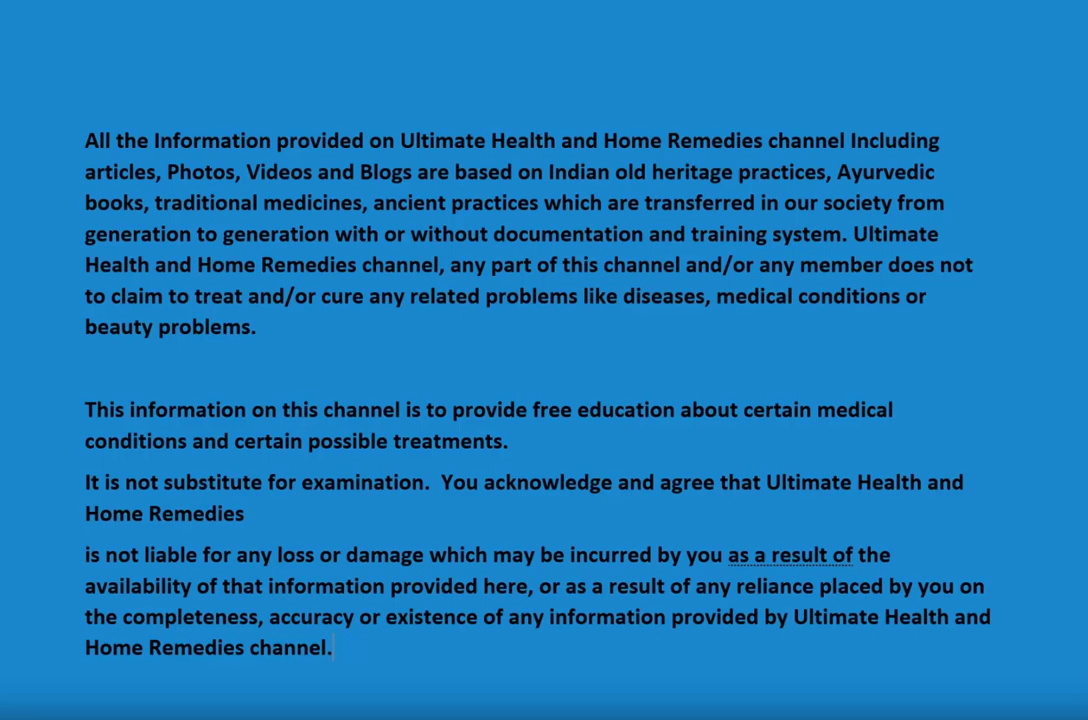 All the Information provided on Ultimate Health and Home Remedies channel Including
articles, Photos, Videos and Blogs are based on Indian old heritage practices, Ayurvedic
books, traditional medicines, ancient practices which are transferred in our society from
generation to generation with or without documentation and training system. Ultimate
Health and Home Remedies channel, any part of this channel and/or any member does not
to claim to treat and/or cure any related problems like diseases, medical conditions or
beauty problems.
This information on this channel is to provide free education about certain medical
conditions and certain possible treatments.
It is not substitute for examination.  You acknowledge and agree that Ultimate Health and
Home Remedies
is not liable for any loss or damage which may be incurred by you as a result of the
availability of that information provided here, or as a result of any reliance placed by you on
the completeness, accuracy or existence of any information provided by Ultimate Health and
Home Remedies channel.